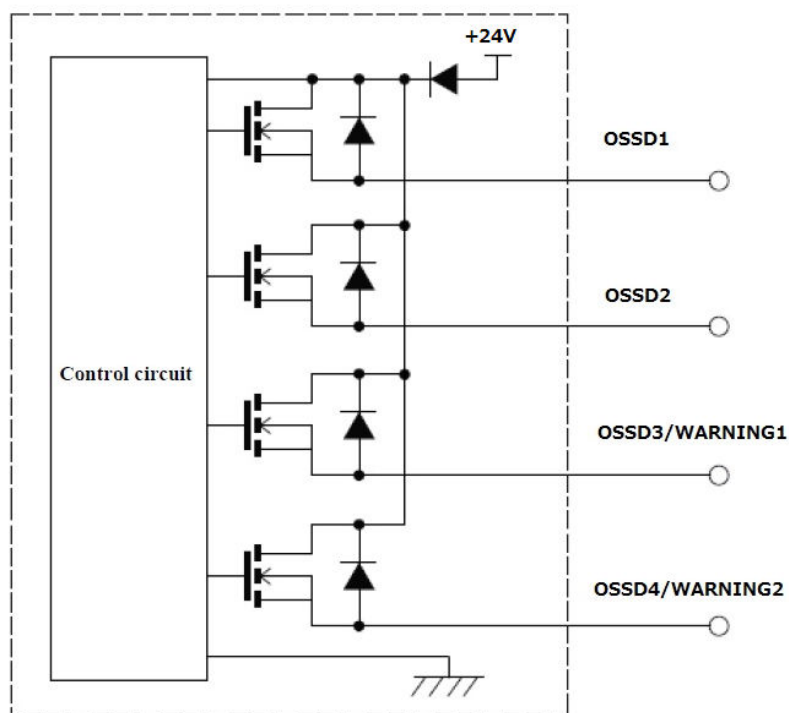 +24V
OSSD1
OSSD2
Control circuit
OSSD3/WARNING1
OSSD4/WARNING2